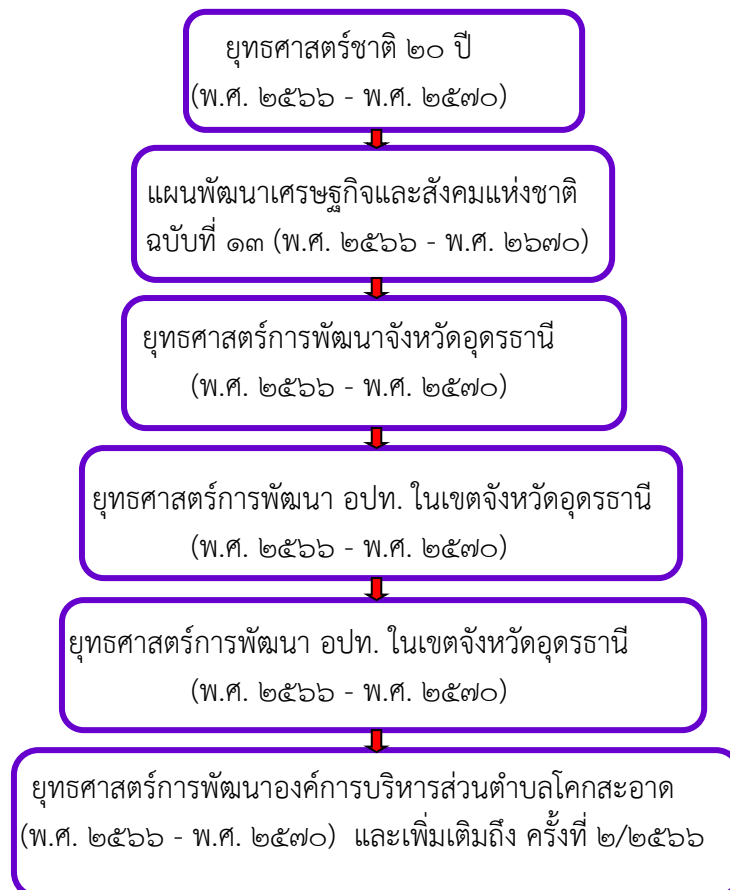 ยุทธศาสตร์ชาติ ๒๐ ปี
(พ.ศ. ๒๕๖๖ - พ.ศ. ๒๕๗๐)
แผนพัฒนาเศรษฐกิจและสังคมแห่งชาติ
ฉบับที่ ๑๓ (พ.ศ. ๒๕๖๖ - พ.ศ. ๒๖๗๐)
ยุทธศาสตร์การพัฒนาจังหวัดอุดรธานี
(พ.ศ. ๒๕๖๖ - พ.ศ. ๒๕๗๐)
ยุทธศาสตร์การพัฒนา อปท. ในเขตจังหวัดอุดรธานี
(พ.ศ. ๒๕๖๖ - พ.ศ. ๒๕๗๐)
ยุทธศาสตร์การพัฒนา อปท. ในเขตจังหวัดอุดรธานี
(พ.ศ. ๒๕๖๖ - พ.ศ. ๒๕๗๐)
ยุทธศาสตร์การพัฒนาองค์การบริหารส่วนตำบลโคกสะอาด
(พ.ศ. ๒๕๖๖ - พ.ศ. ๒๕๗๐) และเพิ่มเติมถึง ครั้งที่ ๒/๒๕๖๖